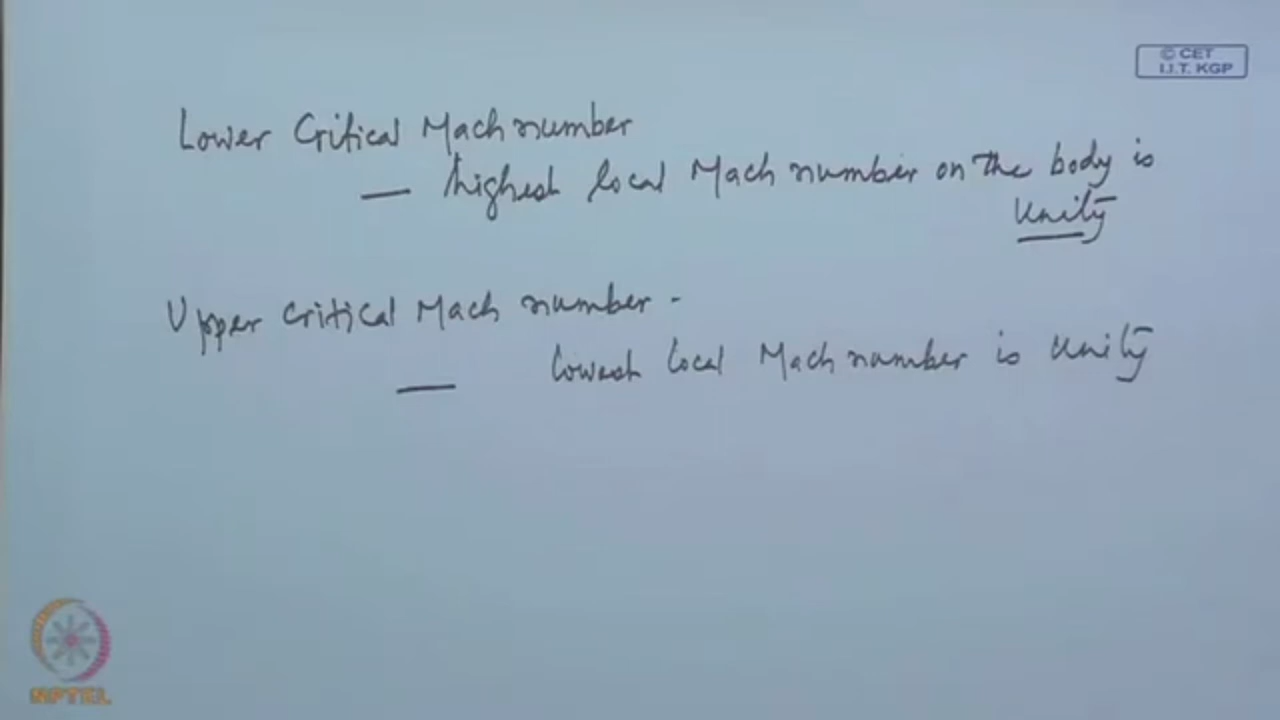 © CET
I.I.T. KGP
Lower Critical Mach number
— highest local Mach number on the body is
Unity
Upper critical Mach number -
— lowest local Mach number is Unity
NPTEL